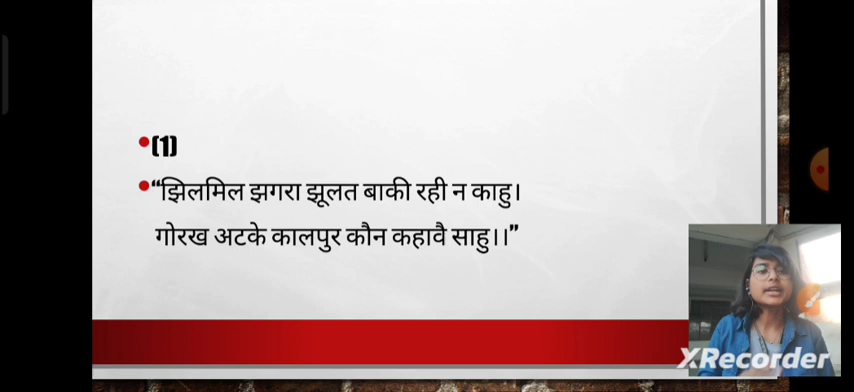 (1)
“झिलमिल झगरा झूलत बाकी रही न काहु।
गोरख अटके कालपुर कौन कहावै साहु।।”
XRecorder